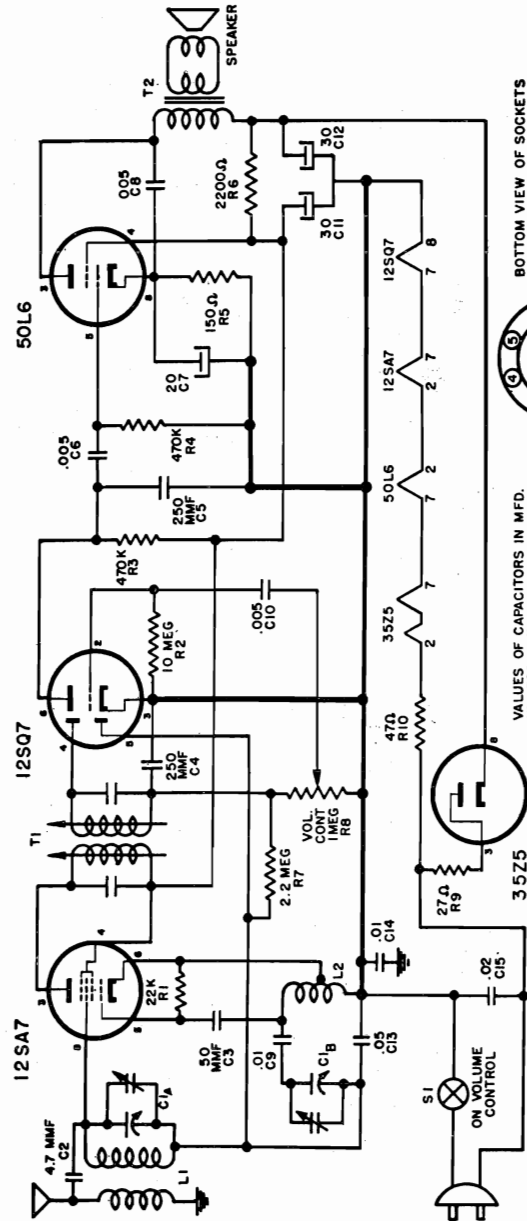 12SA7
12SQ7
50L6
T1
T2
SPEAKER
4.7 MMF
C2
C1A
L1
8
3
4
6
5
22K
R1
50
MMF
C3
.01
C9
C1B
L2
.05
C13
.01
C14
4
6
2
5
3
250
MMF
C4
10 MEG
R2
2.2 MEG
R7
VOL.
CONT
1 MEG
R8
.005
C10
470K
R3
250
MMF
C5
.005
C6
470K
R4
20
C7
150Ω
R5
5
3
4
8
.005
C8
2200Ω
R6
30
C11
30
C12
S1
ON VOLUME
CONTROL
.02
C15
27Ω
R9
47Ω
R10
35Z5
3
8
35Z5
2
7
50L6
7
2
12SA7
2
7
12SQ7
7
8
VALUES OF CAPACITORS IN MFD.
BOTTOM VIEW OF SOCKETS
4
5